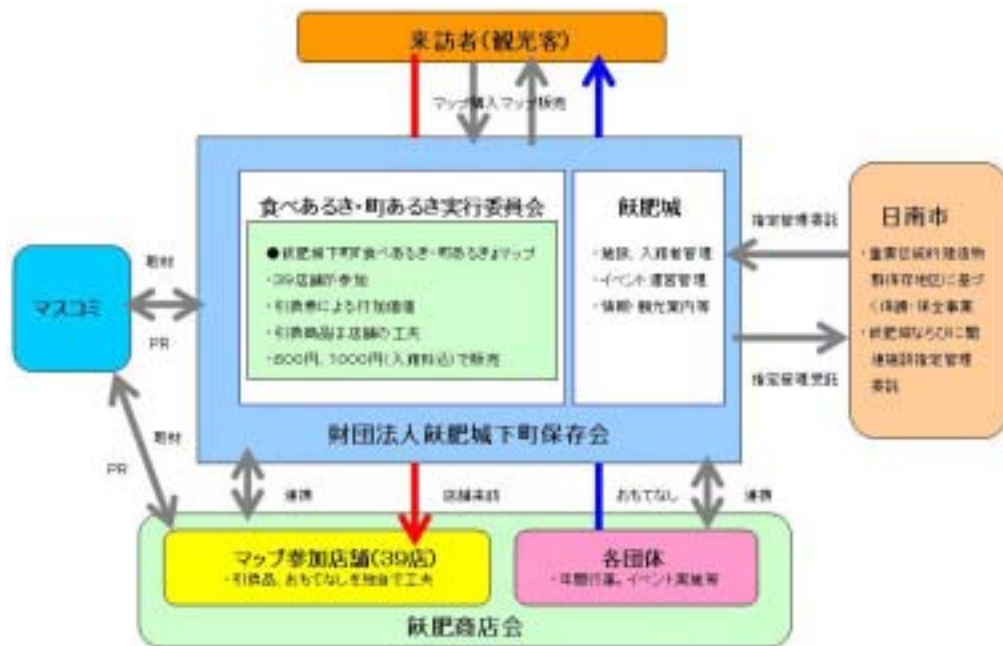 来訪者(観光客)
マップ購入 マップ販売
食べあるき・町あるき実行委員会
●飫肥城下町『食べあるき・町あるき』マップ
・39店舗が参加
・引換券による付加価値
・引換商品は店舗の工夫
・600円、1000円(入館料込)で販売
飫肥城
・施設、入館者管理
・イベント運営管理
・情報・観光案内等
財団法人飫肥城下町保存会
指定管理委託
指定管理受託
日南市
・重要伝統的建造物
群保存地区に基づ
く保護・保全事業
・飫肥城ならびに関
連施設指定管理
委託
マスコミ
取材
PR
取材
PR
連携
店舗来訪
おもてなし
連携
マップ参加店舗(39店)
・引換品、おもてなしを独自で工夫
各団体
・年間行事、イベント実施等
飫肥商店会